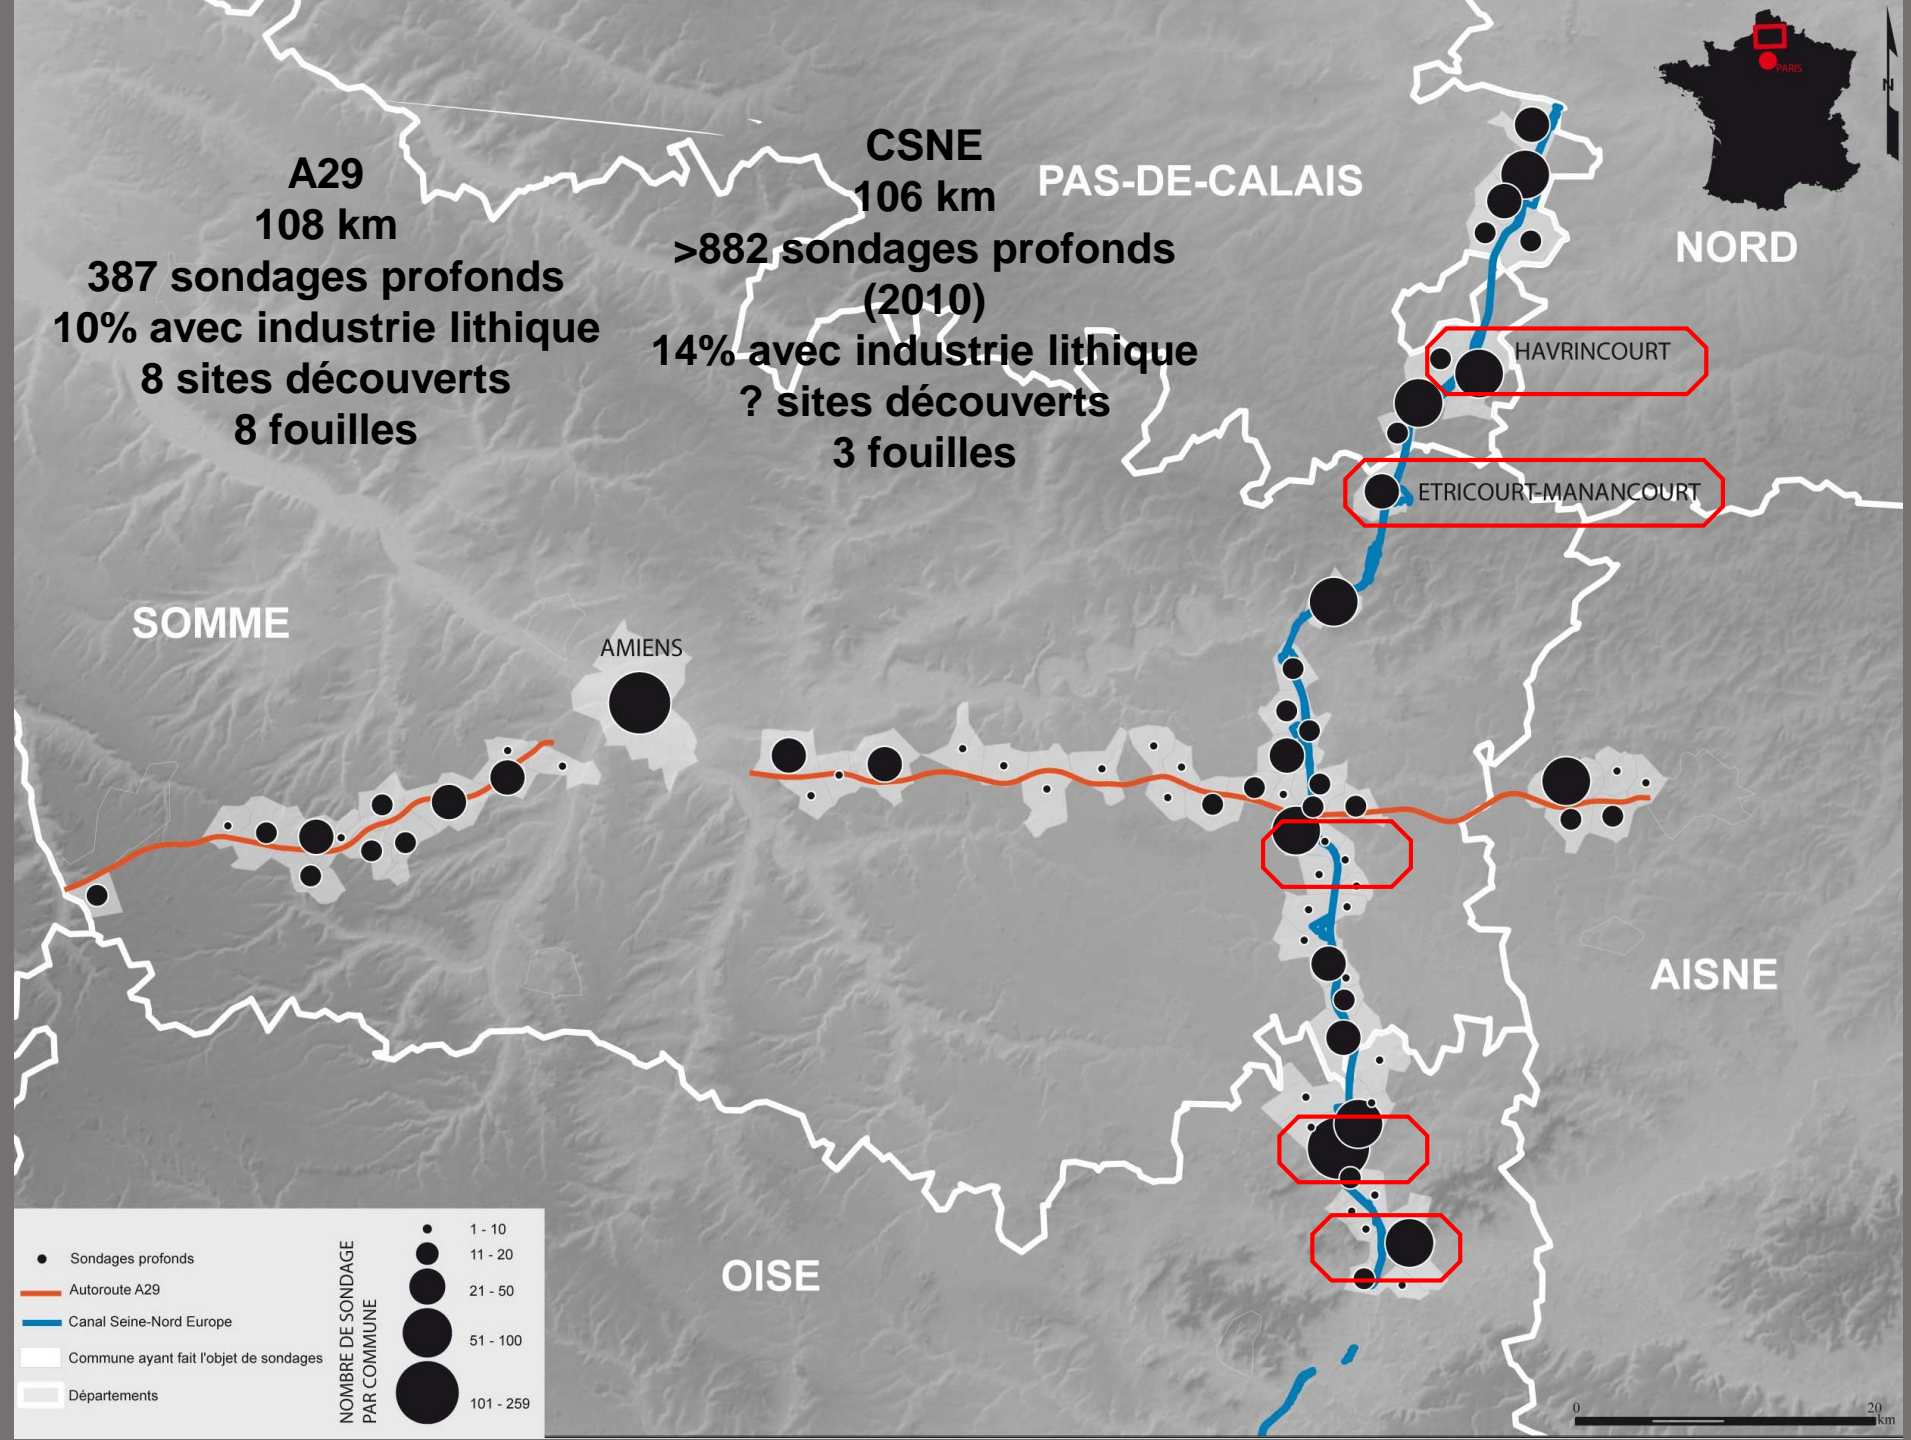 A29
108 km
387 sondages profonds
10% avec industrie lithique
8 sites découverts
8 fouilles
CSNE
106 km
>882 sondages profonds
(2010)
14% avec industrie lithique
? sites découverts
3 fouilles
PAS-DE-CALAIS
NORD
PARIS
N
HAVRINCOURT
ETRICOURT-MANANCOURT
SOMME
AMIENS
AISNE
OISE
Sondages profonds
Autoroute A29
Canal Seine-Nord Europe
Commune ayant fait l'objet de sondages
Départements
NOMBRE DE SONDAGE
PAR COMMUNE
1 - 10
11 - 20
21 - 50
51 - 100
101 - 259
0 20
km